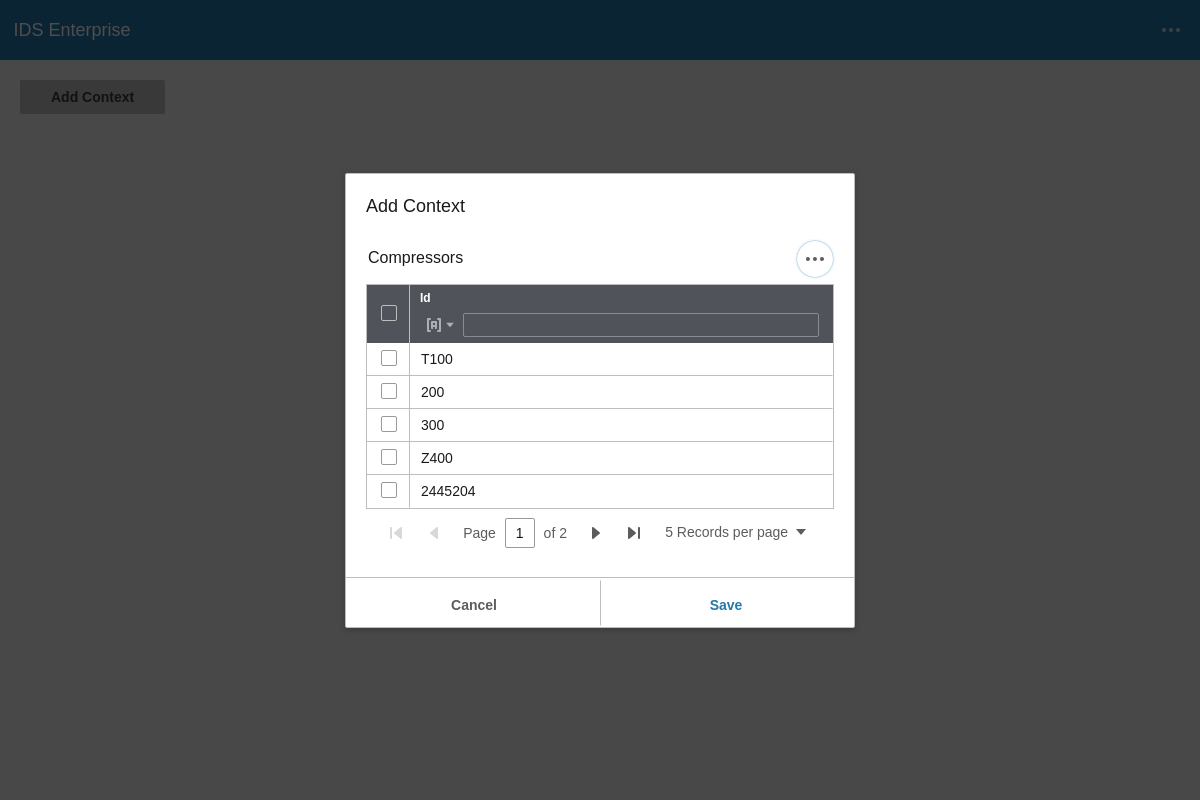 IDS Enterprise
Add Context
Add Context
Compressors
Id
T100
200
300
Z400
2445204
Page 1 of 2 5 Records per page
Cancel Save